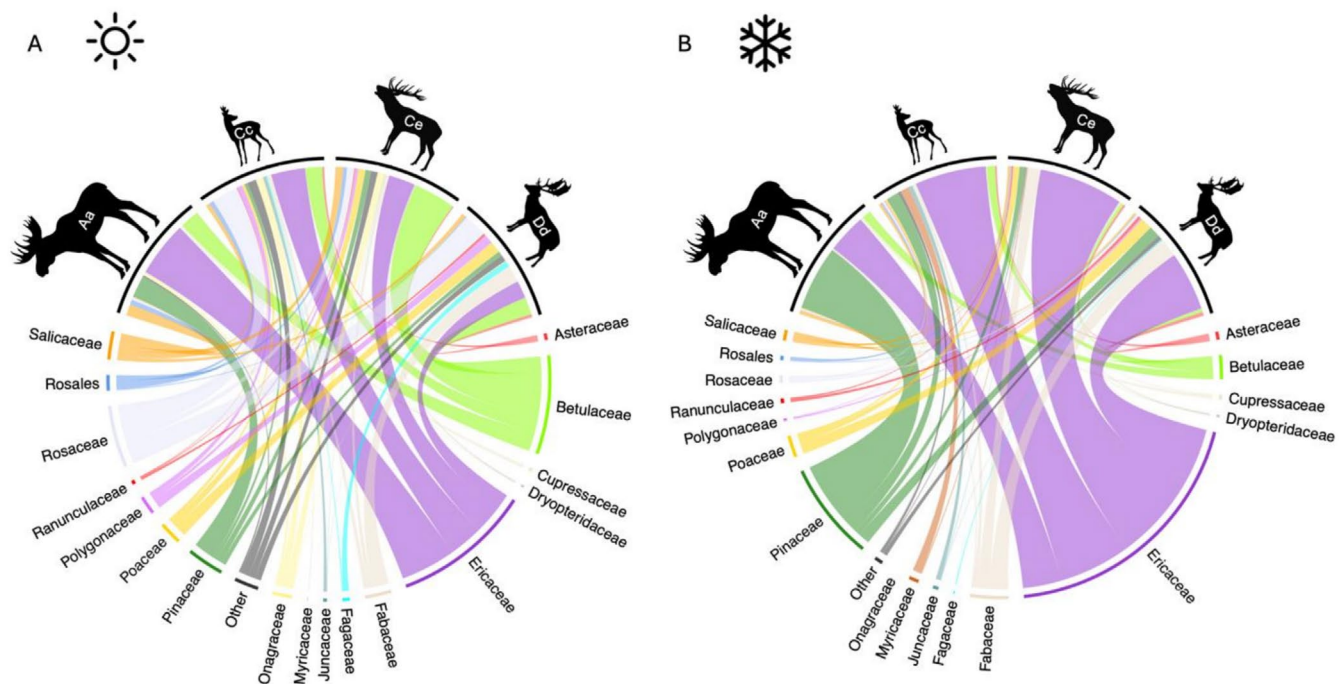 A
Cc
Ce
Aa
Dd
Salicaceae
Rosales
Rosaceae
Ranunculaceae
Polygonaceae
Poaceae
Pinaceae
Other
Onagraceae
Myricaceae
Juncaceae
Fagaceae
Fabaceae
Ericaceae
Dryopteridaceae
Cupressaceae
Betulaceae
Asteraceae
B
Cc
Ce
Aa
Dd
Salicaceae
Rosales
Rosaceae
Ranunculaceae
Polygonaceae
Poaceae
Pinaceae
Other
Onagraceae
Myricaceae
Juncaceae
Fagaceae
Fabaceae
Ericaceae
Dryopteridaceae
Cupressaceae
Betulaceae
Asteraceae